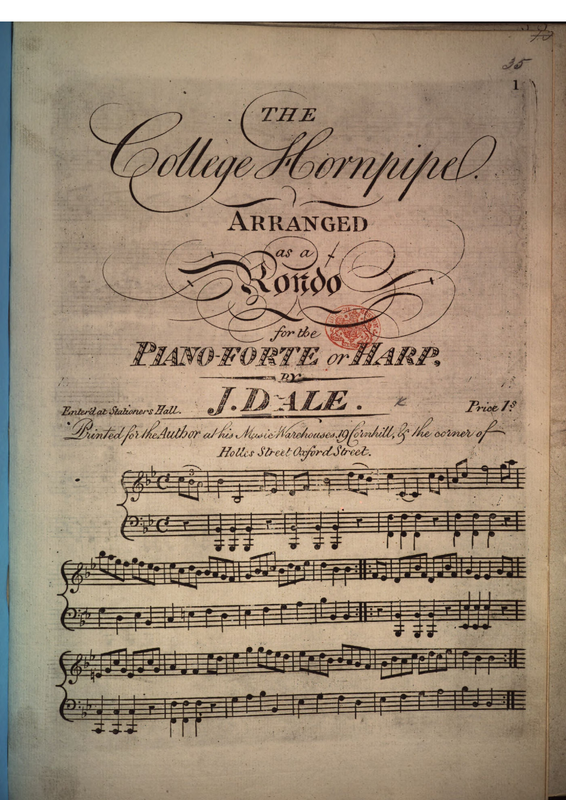 35
1
THE
College Hornpipe.
ARRANGED
as a
Rondo
for the
PIANO-FORTE or HARP,
BY
J. DALE.
Enter'd at Stationers Hall.
Price 1s
Printed for the Author at his Music Warehouses, 19 Cornhill, & the corner of
Holles Street Oxford Street.
3